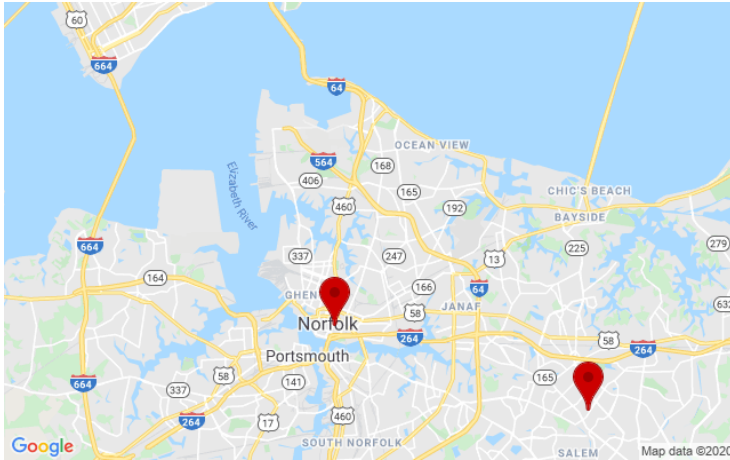 60
664
64
OCEAN VIEW
564
168
406
165
CHIC'S BEACH
Elizabeth River
460
192
BAYSIDE
664
337
247
13
225
279
164
166
64
GHEN
JANAF
58
632
Norfolk
264
58
264
Portsmouth
664
337
58
141
165
264
17
460
SOUTH NORFOLK
SALEM
Google
Map data ©2020